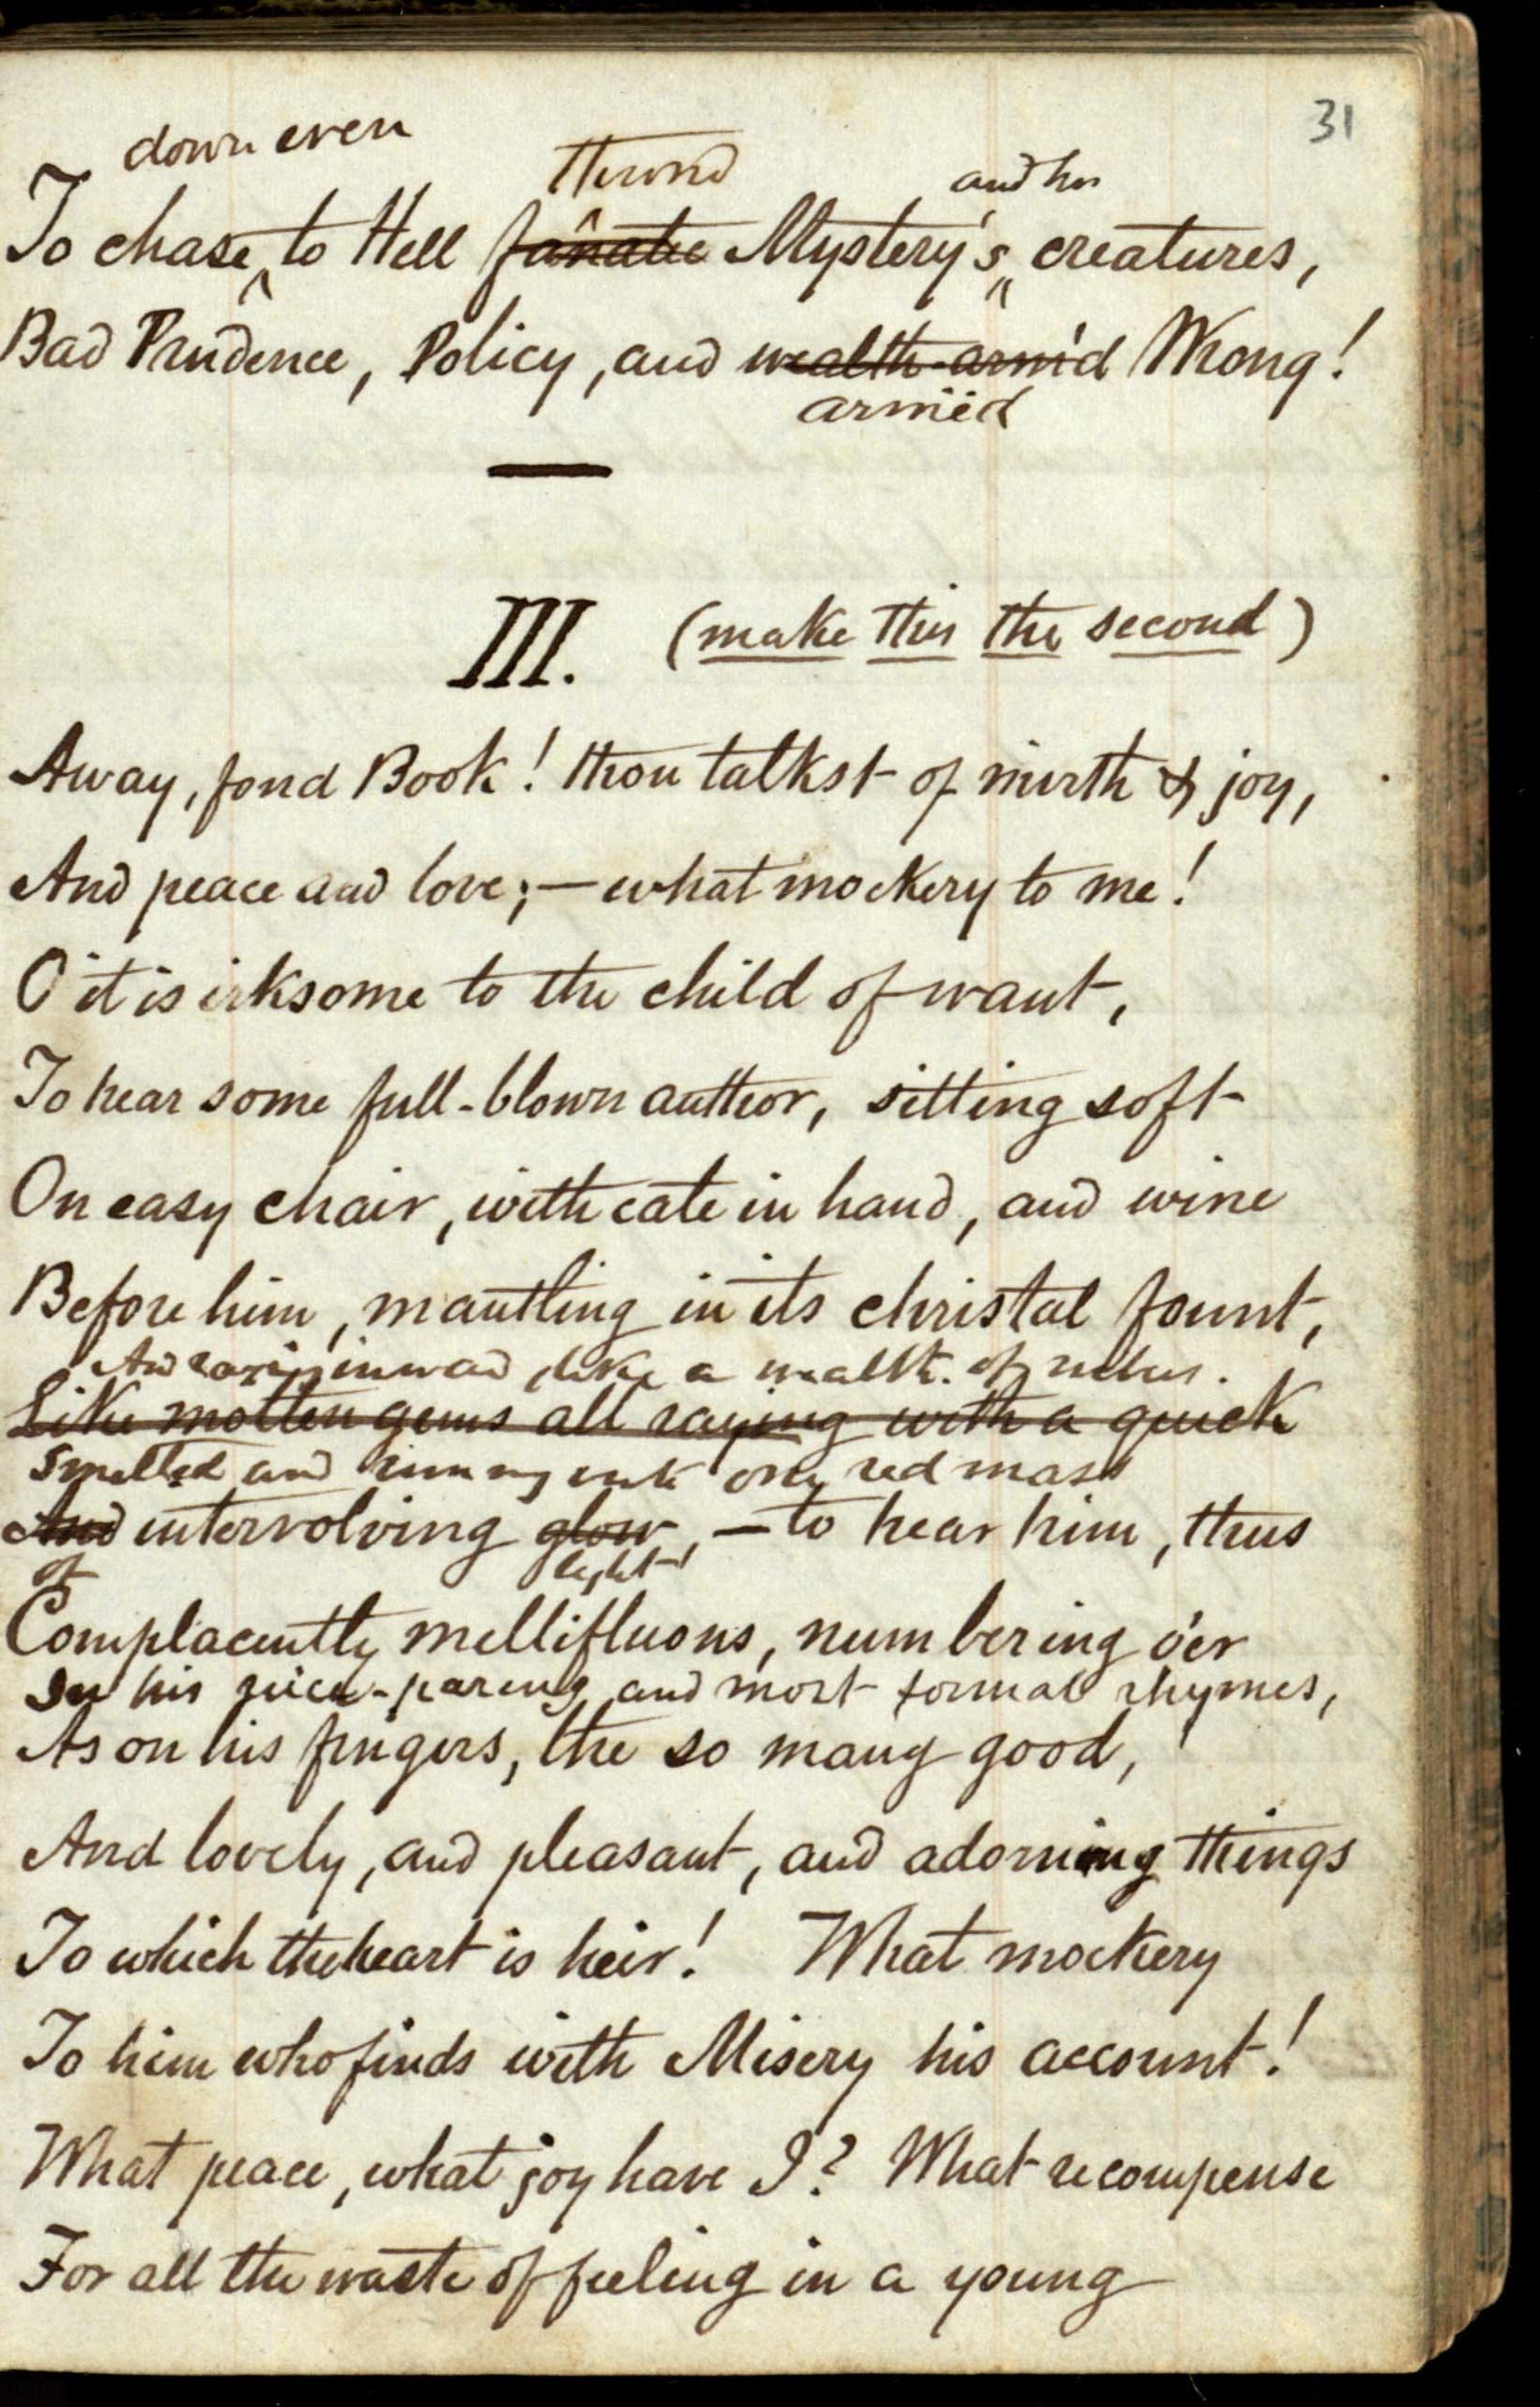 31
down even
Thron'd
and her
To chase to Hell fanatic Mystery's creatures,
Bad Prudence, Policy, and wealth-arm'd Wrong!
arméd
III. (make this the second)
Away, fond Book! thou talkst of mirth & joy,
And peace and love; — what mockery to me!
O it is irksome to the child of want,
To hear some full-blown author, sitting soft
On easy chair, with cate in hand, and wine
Before him, mantling in its christal fount,
And inward, like a wealth of rubies.
Like molten gems all raying with a quick
Smelted and running into one red mass
And intervolving glow, — to hear him, thus
Of light
Complacently mellifluous, numbering o'er
In his nice-paring, and most formal rhymes,
As on his fingers, the so many good,
And lovely, and pleasant, and adorning things
To which the heart is heir! What mockery
To him who finds with Misery his account!
What peace, what joy have I? What recompense
For all the waste of feeling in a young